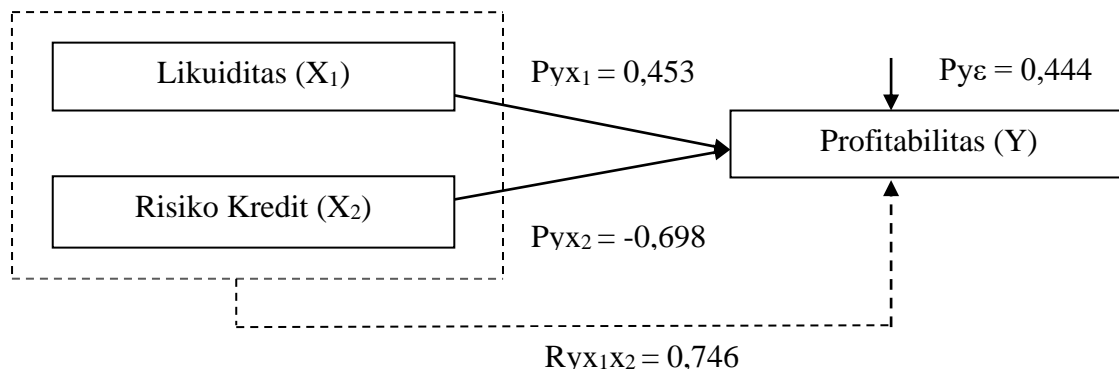 Likuiditas (X₁)
Pyx₁ = 0,453
Pyε = 0,444
Profitabilitas (Y)
Risiko Kredit (X₂)
Pyx₂ = -0,698
Ryx₁x₂ = 0,746